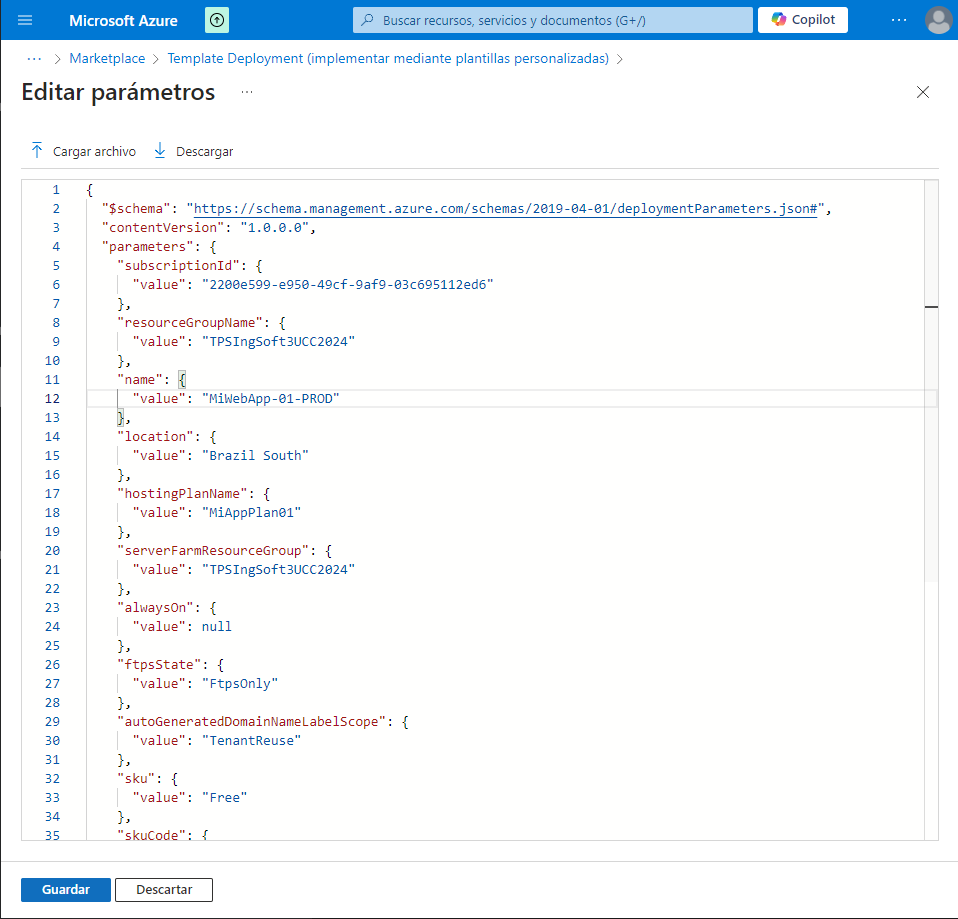 Microsoft Azure
Buscar recursos, servicios y documentos (G+/)
Copilot
...
... > Marketplace > Template Deployment (implementar mediante plantillas personalizadas) >
Editar parámetros ...
Cargar archivo Descargar
1 {
2 "$schema": "https://schema.management.azure.com/schemas/2019-04-01/deploymentParameters.json#",
3 "contentVersion": "1.0.0.0",
4 "parameters": {
5 "subscriptionId": {
6 "value": "2200e599-e950-49cf-9af9-03c695112ed6"
7 },
8 "resourceGroupName": {
9 "value": "TPSIngSoft3UCC2024"
10 },
11 "name": {
12 "value": "MiWebApp-01-PROD"
13 },
14 "location": {
15 "value": "Brazil South"
16 },
17 "hostingPlanName": {
18 "value": "MiAppPlan01"
19 },
20 "serverFarmResourceGroup": {
21 "value": "TPSIngSoft3UCC2024"
22 },
23 "alwaysOn": {
24 "value": null
25 },
26 "ftpsState": {
27 "value": "FtpsOnly"
28 },
29 "autoGeneratedDomainNameLabelScope": {
30 "value": "TenantReuse"
31 },
32 "sku": {
33 "value": "Free"
34 },
35 "skuCode": {
Guardar Descartar